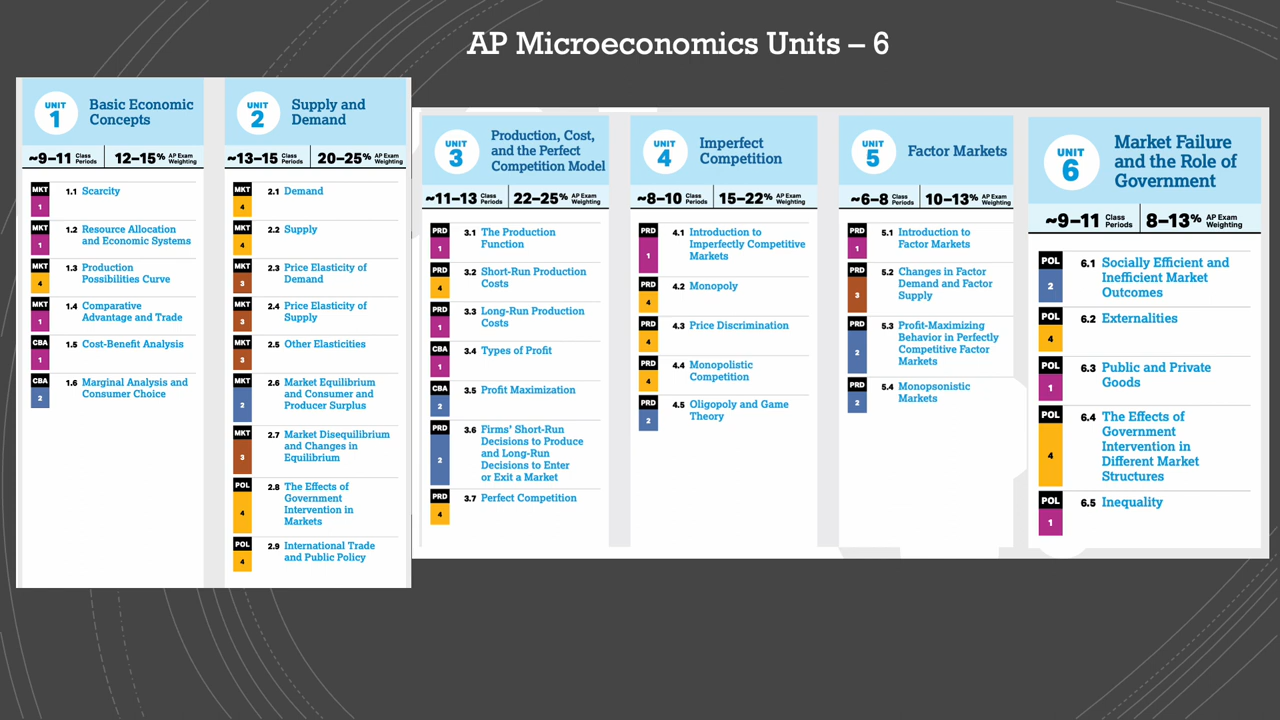 AP Microeconomics Units – 6
UNIT
1
Basic Economic
Concepts
~9–11 Class Periods
12–15% AP Exam Weighting
MKT
1
1.1 Scarcity
MKT
1
1.2 Resource Allocation
and Economic Systems
MKT
4
1.3 Production
Possibilities Curve
MKT
1
1.4 Comparative
Advantage and Trade
CBA
1
1.5 Cost-Benefit Analysis
CBA
2
1.6 Marginal Analysis and
Consumer Choice
UNIT
2
Supply and
Demand
~13–15 Class Periods
20–25% AP Exam Weighting
MKT
4
2.1 Demand
MKT
4
2.2 Supply
MKT
3
2.3 Price Elasticity of
Demand
MKT
3
2.4 Price Elasticity of
Supply
MKT
3
2.5 Other Elasticities
MKT
2
2.6 Market Equilibrium
and Consumer and
Producer Surplus
MKT
3
2.7 Market Disequilibrium
and Changes in
Equilibrium
POL
4
2.8 The Effects of
Government
Intervention in
Markets
POL
4
2.9 International Trade
and Public Policy
UNIT
3
Production, Cost,
and the Perfect
Competition Model
~11–13 Class Periods
22–25% AP Exam Weighting
PRD
1
3.1 The Production
Function
PRD
4
3.2 Short-Run Production
Costs
PRD
1
3.3 Long-Run Production
Costs
CBA
1
3.4 Types of Profit
CBA
2
3.5 Profit Maximization
PRD
2
3.6 Firms' Short-Run
Decisions to Produce
and Long-Run
Decisions to Enter
or Exit a Market
PRD
4
3.7 Perfect Competition
UNIT
4
Imperfect
Competition
~8–10 Class Periods
15–22% AP Exam Weighting
PRD
1
4.1 Introduction to
Imperfectly Competitive
Markets
PRD
4
4.2 Monopoly
PRD
4
4.3 Price Discrimination
PRD
4
4.4 Monopolistic
Competition
PRD
2
4.5 Oligopoly and Game
Theory
UNIT
5
Factor Markets
~6–8 Class Periods
10–13% AP Exam Weighting
PRD
1
5.1 Introduction to
Factor Markets
PRD
3
5.2 Changes in Factor
Demand and Factor
Supply
PRD
2
5.3 Profit-Maximizing
Behavior in Perfectly
Competitive Factor
Markets
PRD
2
5.4 Monopsonistic
Markets
UNIT
6
Market Failure
and the Role of
Government
~9–11 Class Periods
8–13% AP Exam Weighting
POL
2
6.1 Socially Efficient and
Inefficient Market
Outcomes
POL
4
6.2 Externalities
POL
1
6.3 Public and Private
Goods
POL
4
6.4 The Effects of
Government
Intervention in
Different Market
Structures
POL
1
6.5 Inequality